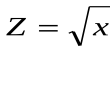 Z = √x